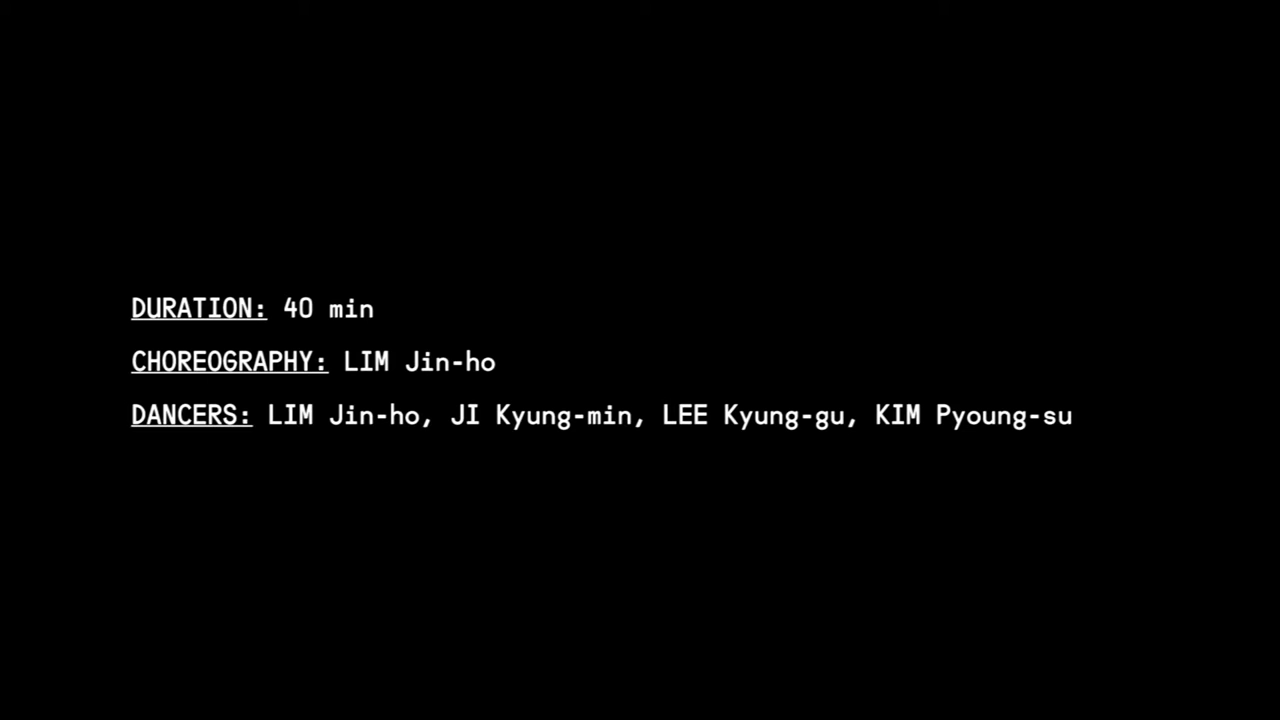 DURATION: 40 min
CHOREOGRAPHY: LIM Jin-ho
DANCERS: LIM Jin-ho, JI Kyung-min, LEE Kyung-gu, KIM Pyoung-su